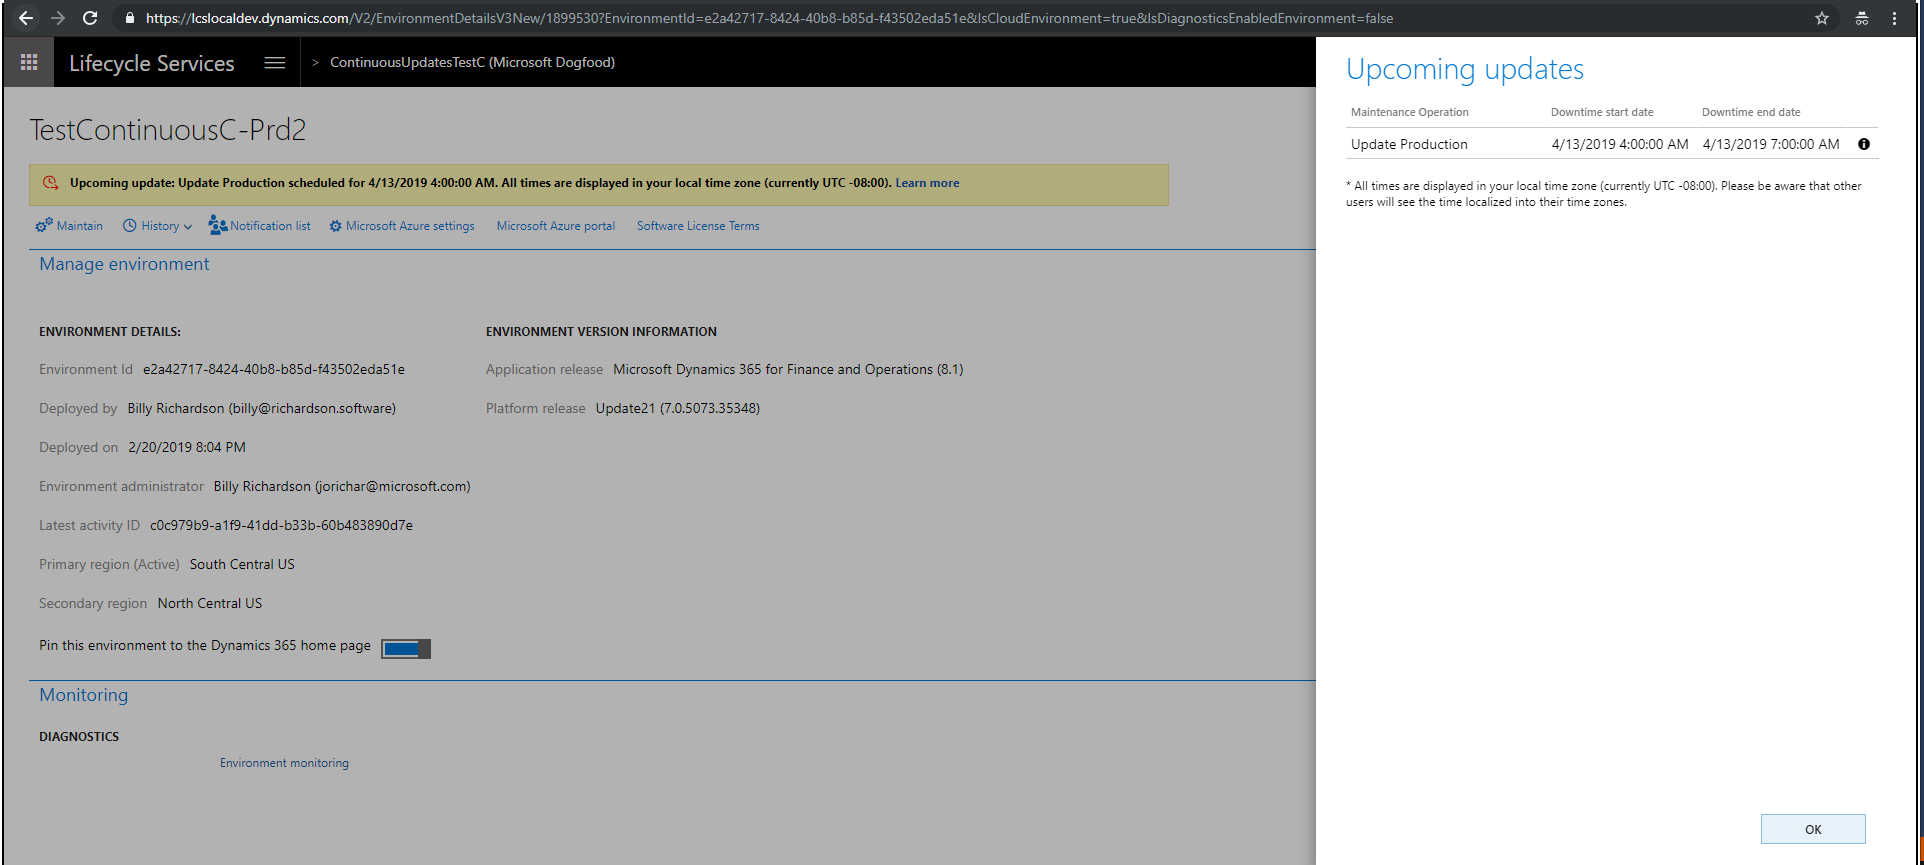 https://lcslocaldev.dynamics.com/V2/EnvironmentDetailsV3New/1899530?EnvironmentId=e2a42717-8424-40b8-b85d-f43502eda51e&IsCloudEnvironment=true&IsDiagnosticsEnabledEnvironment=false
Lifecycle Services > ContinuousUpdatesTestC (Microsoft Dogfood)
TestContinuousC-Prd2
Upcoming update: Update Production scheduled for 4/13/2019 4:00:00 AM. All times are displayed in your local time zone (currently UTC -08:00). Learn more
Maintain History Notification list Microsoft Azure settings Microsoft Azure portal Software License Terms
Manage environment
ENVIRONMENT DETAILS:
Environment Id e2a42717-8424-40b8-b85d-f43502eda51e
Deployed by Billy Richardson (billy@richardson.software)
Deployed on 2/20/2019 8:04 PM
Environment administrator Billy Richardson (jorichar@microsoft.com)
Latest activity ID c0c979b9-a1f9-41dd-b33b-60b483890d7e
Primary region (Active) South Central US
Secondary region North Central US
Pin this environment to the Dynamics 365 home page
ENVIRONMENT VERSION INFORMATION
Application release Microsoft Dynamics 365 for Finance and Operations (8.1)
Platform release Update21 (7.0.5073.35348)
Monitoring
DIAGNOSTICS
Environment monitoring
Upcoming updates
Maintenance Operation Downtime start date Downtime end date
Update Production 4/13/2019 4:00:00 AM 4/13/2019 7:00:00 AM
* All times are displayed in your local time zone (currently UTC -08:00). Please be aware that other
users will see the time localized into their time zones.
OK